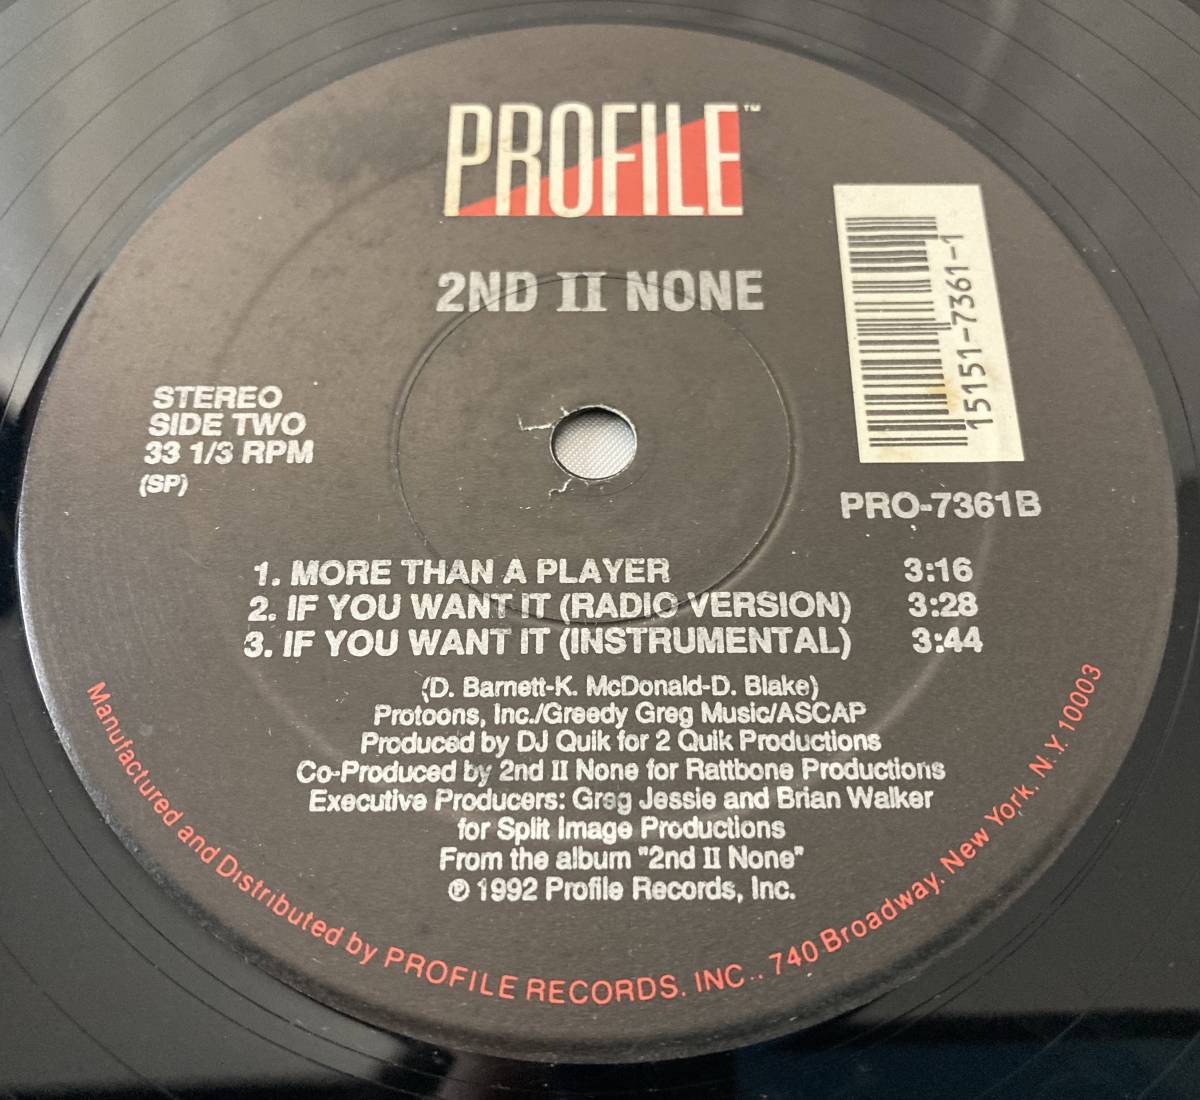 PROFILE™
2ND II NONE
15151-7361-1
STEREO
SIDE TWO
33 1/3 RPM
(SP)
PRO-7361B
1. MORE THAN A PLAYER 3:16
2. IF YOU WANT IT (RADIO VERSION) 3:28
3. IF YOU WANT IT (INSTRUMENTAL) 3:44
(D. Barnett-K. McDonald-D. Blake)
Protoons, Inc./Greedy Greg Music/ASCAP
Produced by DJ Quik for 2 Quik Productions
Co-Produced by 2nd II None for Rattbone Productions
Executive Producers: Greg Jessie and Brian Walker
for Split Image Productions
From the album "2nd II None"
℗ 1992 Profile Records, Inc.
Manufactured and Distributed by PROFILE RECORDS. INC.. 740 Broadway. New York. N.Y. 10003